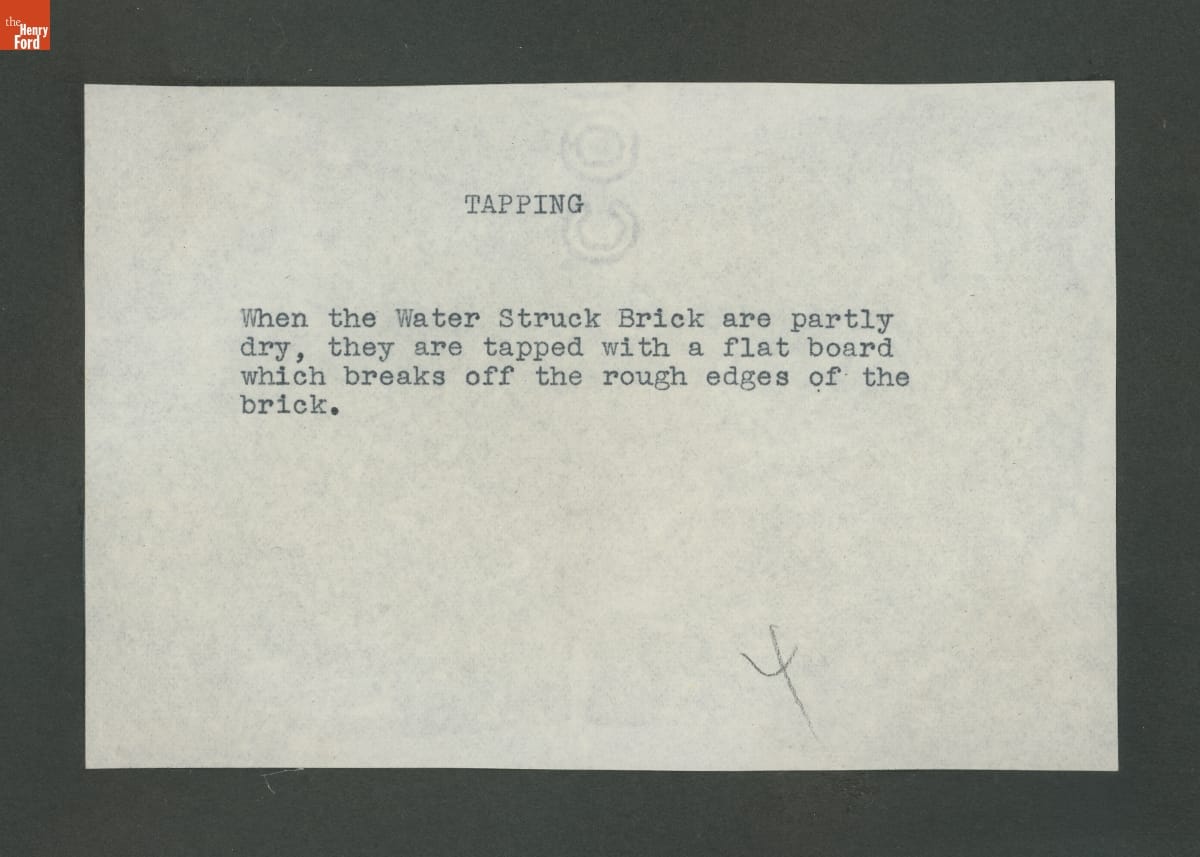 the
Henry
Ford
TAPPING
When the Water Struck Brick are partly
dry, they are tapped with a flat board
which breaks off the rough edges of the
brick.
4